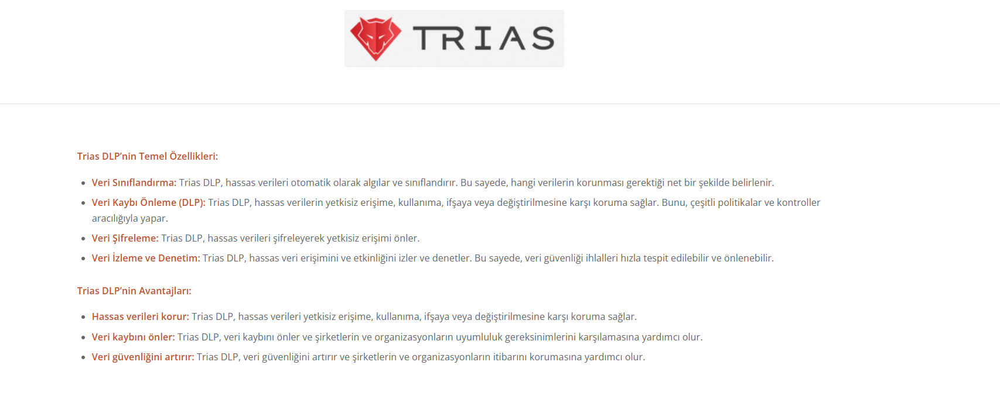 TRIAS
Trias DLP’nin Temel Özellikleri:
Veri Sınıflandırma: Trias DLP, hassas verileri otomatik olarak algılar ve sınıflandırır. Bu sayede, hangi verilerin korunması gerektiği net bir şekilde belirlenir.
Veri Kaybı Önleme (DLP): Trias DLP, hassas verilerin yetkisiz erişime, kullanıma, ifşaya veya değiştirilmesine karşı koruma sağlar. Bunu, çeşitli politikalar ve kontroller
aracılığıyla yapar.
Veri Şifreleme: Trias DLP, hassas verileri şifreleyerek yetkisiz erişimi önler.
Veri İzleme ve Denetim: Trias DLP, hassas veri erişimini ve etkinliğini izler ve denetler. Bu sayede, veri güvenliği ihlalleri hızla tespit edilebilir ve önlenebilir.
Trias DLP’nin Avantajları:
Hassas verileri korur: Trias DLP, hassas verileri yetkisiz erişime, kullanıma, ifşaya veya değiştirilmesine karşı koruma sağlar.
Veri kaybını önler: Trias DLP, veri kaybını önler ve şirketlerin ve organizasyonların uyumluluk gereksinimlerini karşılamasına yardımcı olur.
Veri güvenliğini artırır: Trias DLP, veri güvenliğini artırır ve şirketlerin ve organizasyonların itibarını korumasına yardımcı olur.